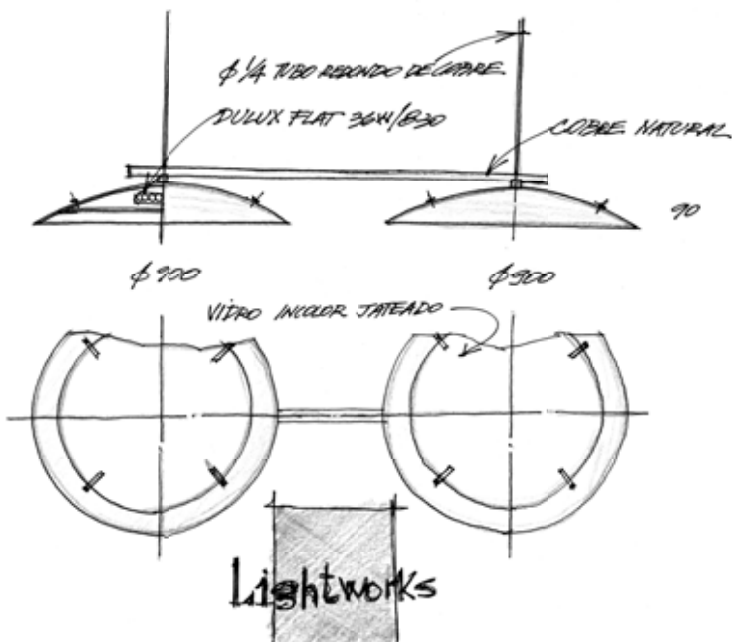 φ 1/4 TUBO REDONDO DE COBRE
DULUX FLAT 36W/830
COBRE NATURAL
90
φ 900
φ 900
VIDRO INCOLOR JATEADO
Lightworks